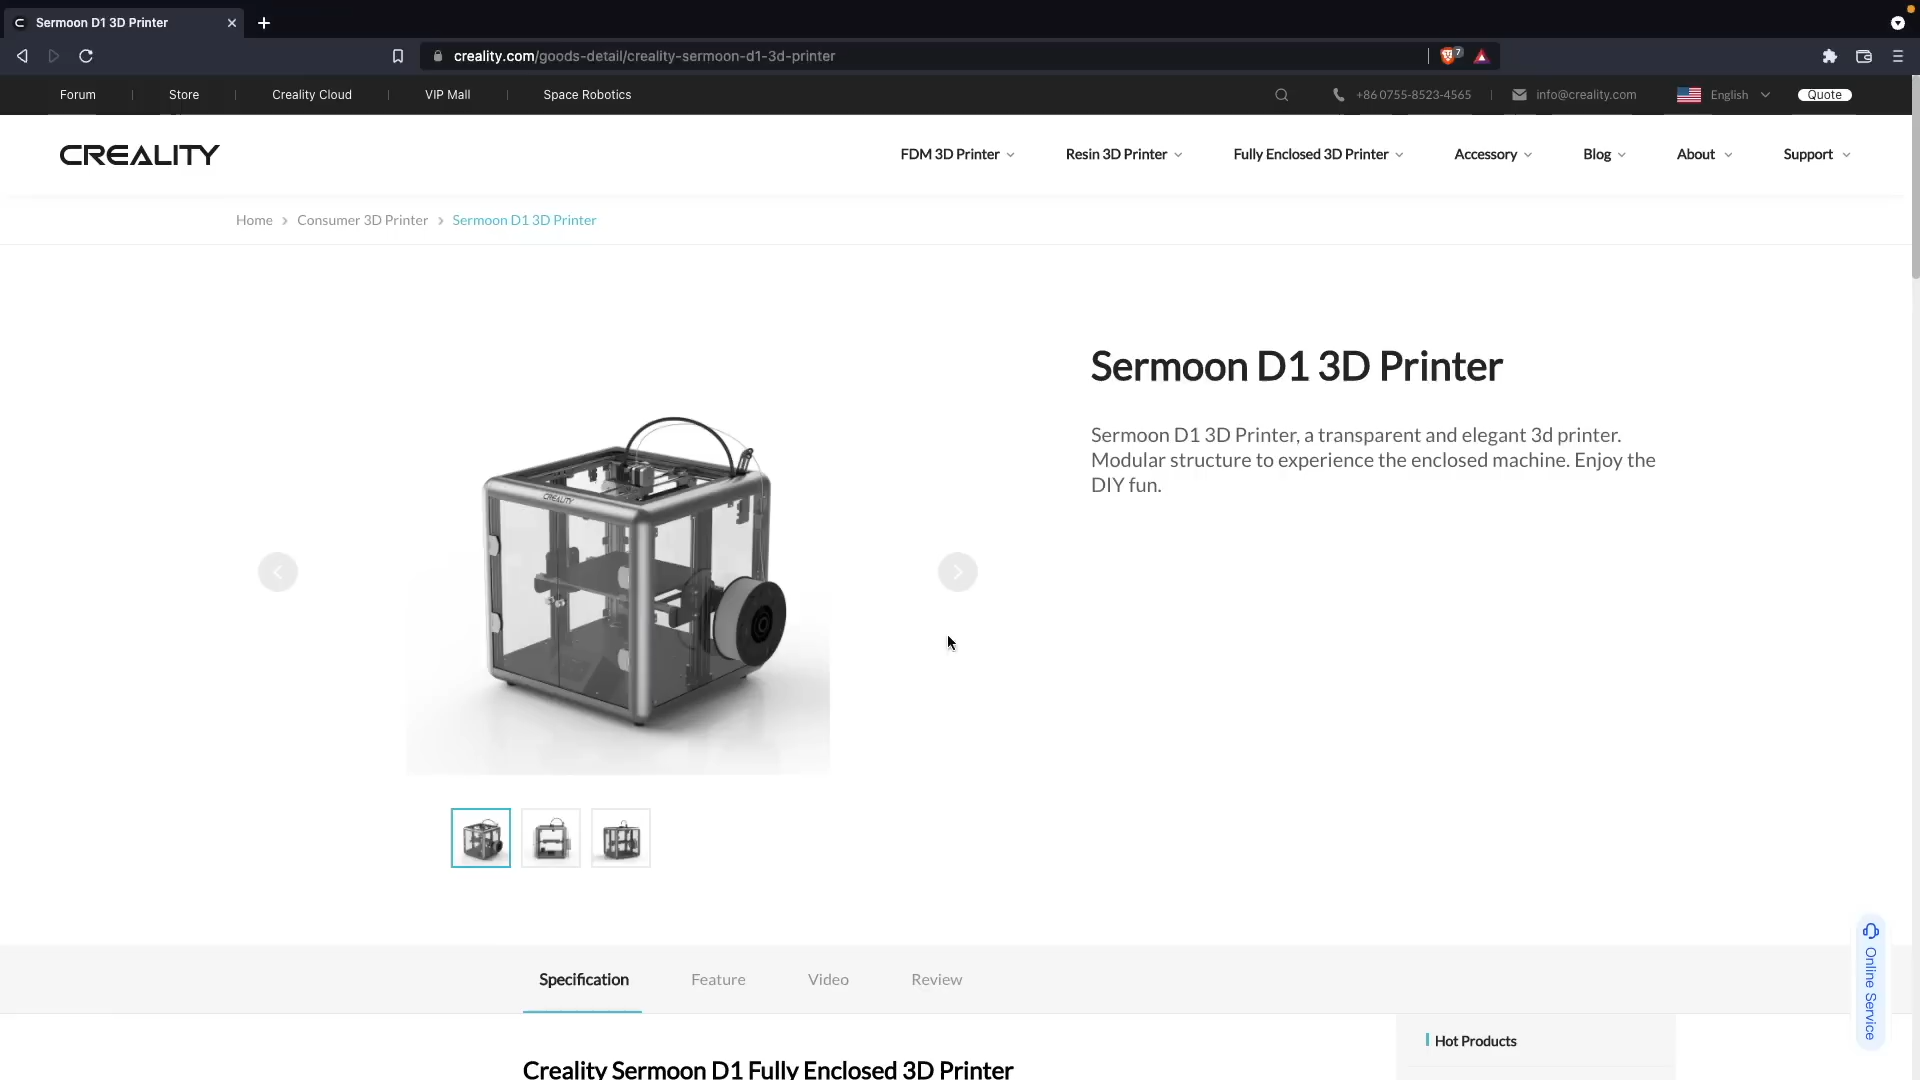 Sermoon D1 3D Printer
7
creality.com/goods-detail/creality-sermoon-d1-3d-printer
Forum
Store
Creality Cloud
VIP Mall
Space Robotics
+86 0755-8523-4565
info@creality.com
English
Quote
CREALITY
FDM 3D Printer
Resin 3D Printer
Fully Enclosed 3D Printer
Accessory
Blog
About
Support
Home
Consumer 3D Printer
Sermoon D1 3D Printer
Sermoon D1 3D Printer
Sermoon D1 3D Printer, a transparent and elegant 3d printer.
Modular structure to experience the enclosed machine. Enjoy the
DIY fun.
CREALITY
Online Service
Specification
Feature
Video
Review
Hot Products
Creality Sermoon D1 Fully Enclosed 3D Printer